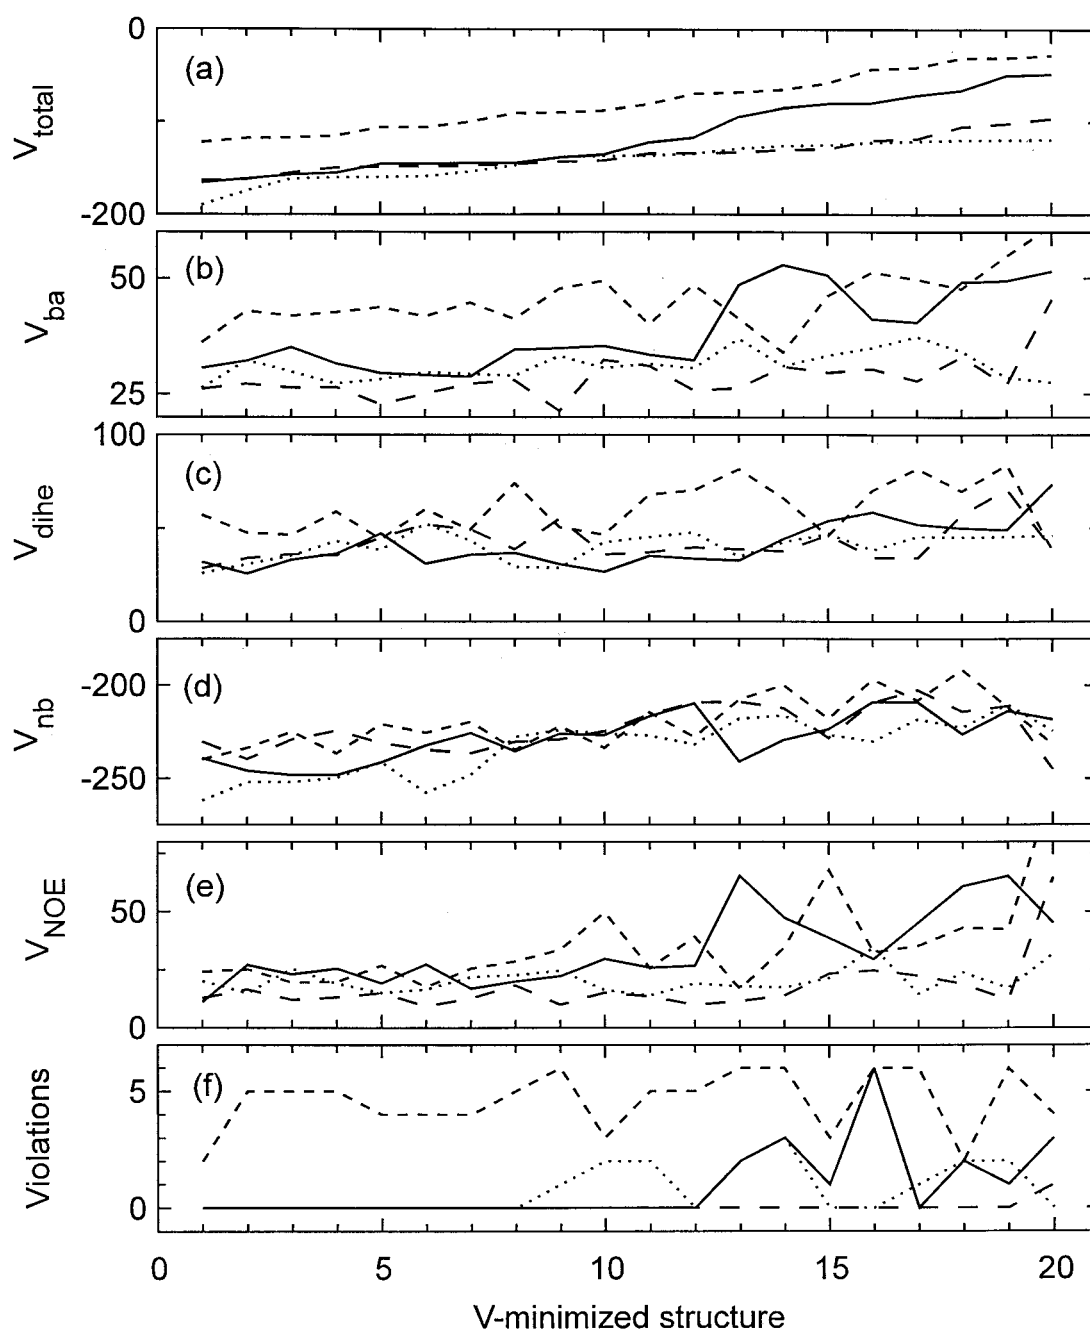 0
(a)
V_total
-200
(b)
50
V_ba
25
100
(c)
V_dihe
0
-200
(d)
V_nb
-250
(e)
50
V_NOE
0
(f)
5
Violations
0
0 5 10 15 20
V-minimized structure